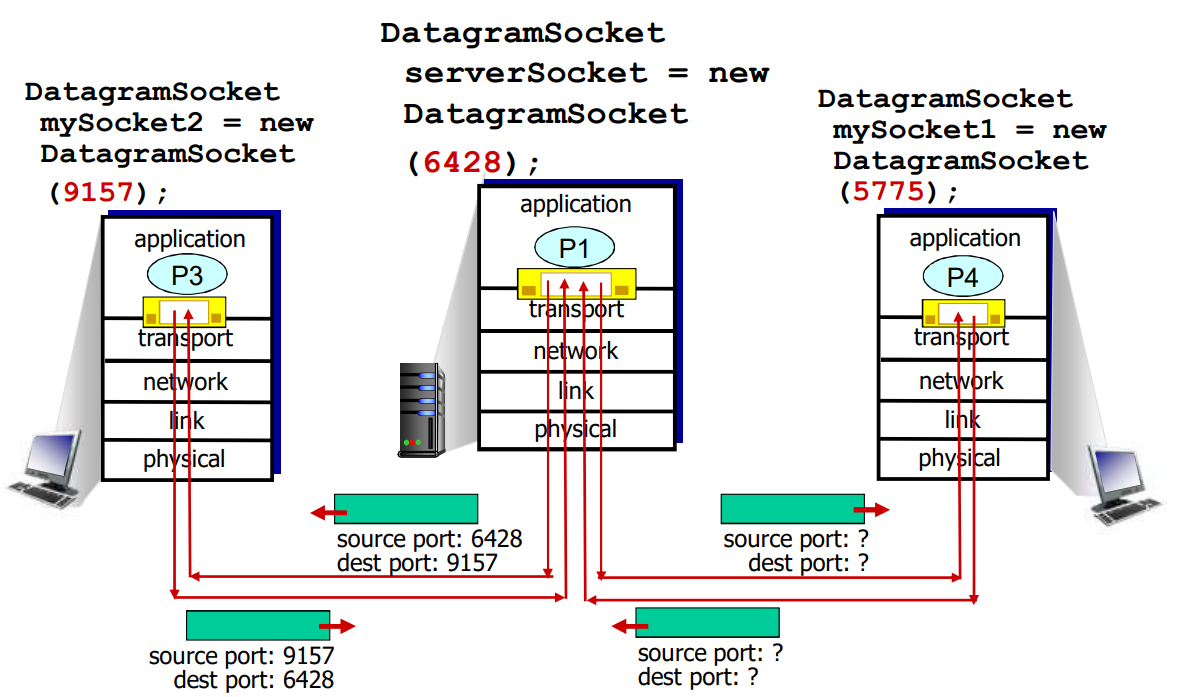 DatagramSocket
serverSocket = new
DatagramSocket
(6428);
DatagramSocket
mySocket2 = new
DatagramSocket
(9157);
DatagramSocket
mySocket1 = new
DatagramSocket
(5775);
application
P3
transport
network
link
physical
application
P1
transport
network
link
physical
application
P4
transport
network
link
physical
source port: 6428
dest port: 9157
source port: ?
dest port: ?
source port: 9157
dest port: 6428
source port: ?
dest port: ?